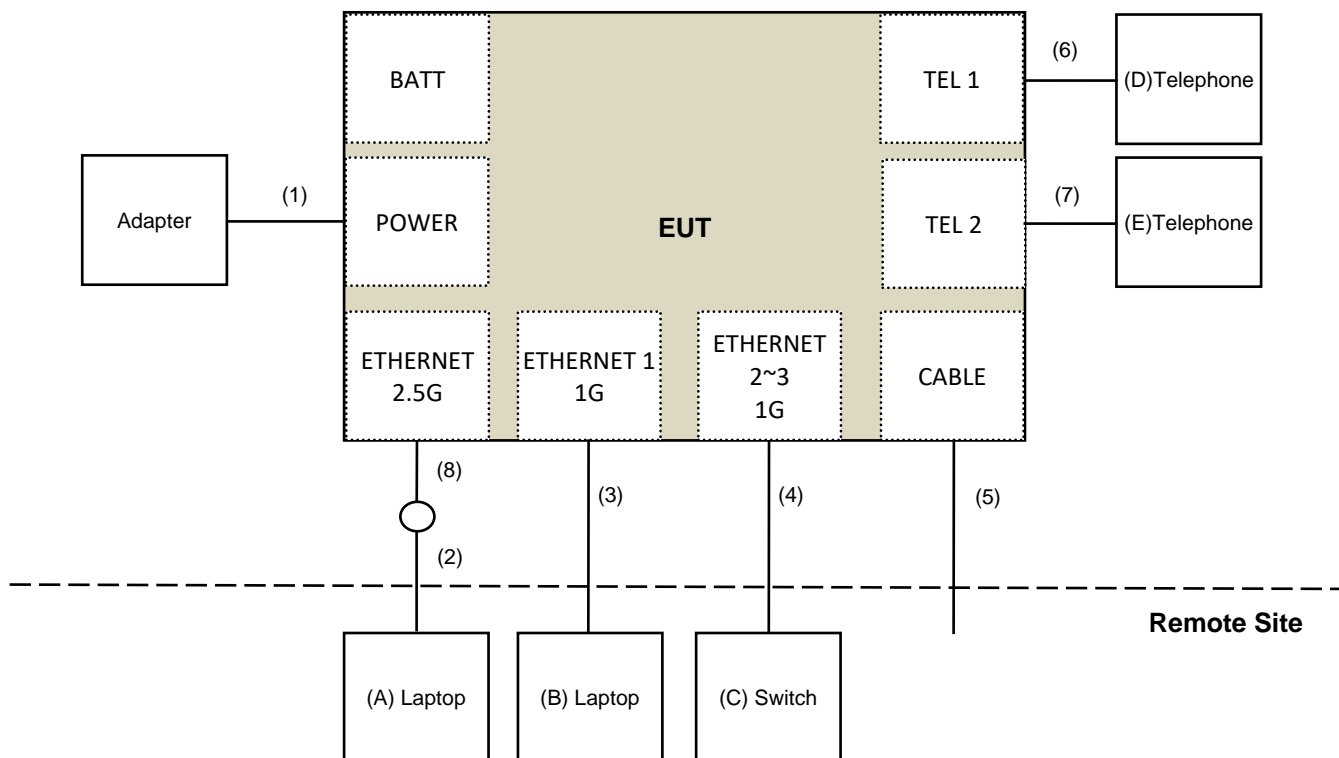 BATT
TEL 1
(6)
(D)Telephone
Adapter
(1)
POWER
EUT
TEL 2
(7)
(E)Telephone
ETHERNET
2.5G
ETHERNET 1
1G
ETHERNET
2~3
1G
CABLE
(8)
(3)
(4)
(5)
(2)
Remote Site
(A) Laptop
(B) Laptop
(C) Switch